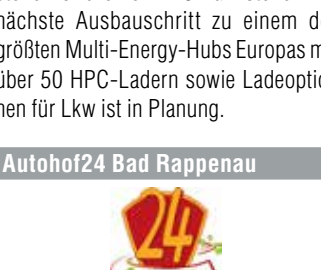 nächste Ausbauschritt zu einem d
größten Multi-Energy-Hubs Europas m
über 50 HPC-Ladern sowie Ladeoptio
nen für Lkw ist in Planung.
Autohof24 Bad Rappenau
24